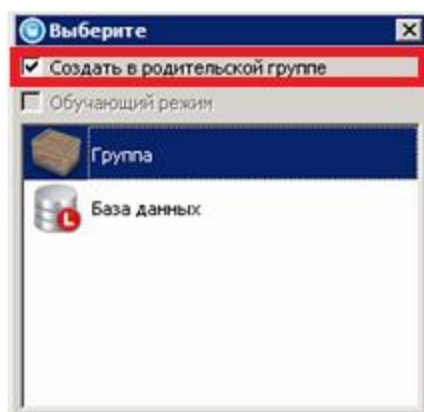 Выберите
Создать в родительской группе
Обучающий режим
Группа
База данных